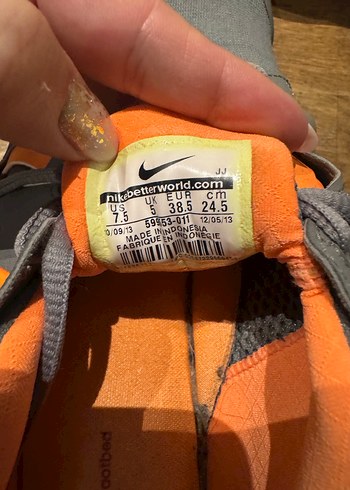 JJ
nikebetterworld.com
US UK EUR cm
7.5 5 38.5 24.5
/09/13 12/05/13
MADE IN INDONESIA
FABRIQUE EN INDONESIE
ootbed